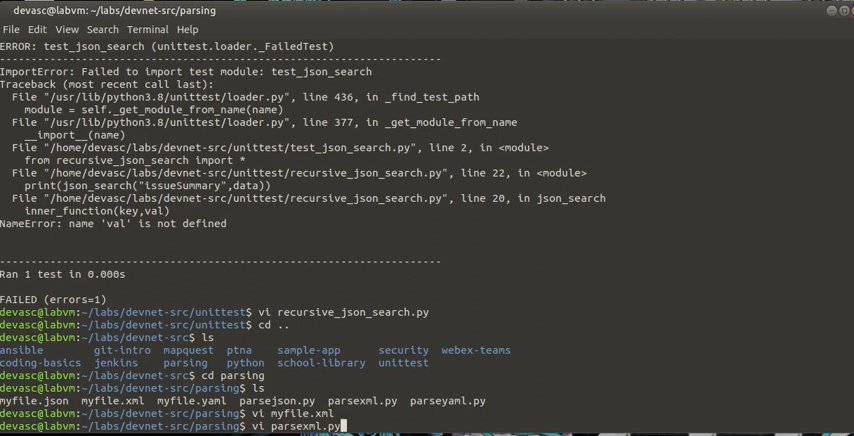 devasc@labvm: ~/labs/devnet-src/parsing
File Edit View Search Terminal Help
ERROR: test_json_search (unittest.loader._FailedTest)
----------------------------------------------------------------------
ImportError: Failed to import test module: test_json_search
Traceback (most recent call last):
  File "/usr/lib/python3.8/unittest/loader.py", line 436, in _find_test_path
    module = self._get_module_from_name(name)
  File "/usr/lib/python3.8/unittest/loader.py", line 377, in _get_module_from_name
    __import__(name)
  File "/home/devasc/labs/devnet-src/unittest/test_json_search.py", line 2, in <module>
    from recursive_json_search import *
  File "/home/devasc/labs/devnet-src/unittest/recursive_json_search.py", line 22, in <module>
    print(json_search("issueSummary",data))
  File "/home/devasc/labs/devnet-src/unittest/recursive_json_search.py", line 20, in json_search
    inner_function(key,val)
NameError: name 'val' is not defined
----------------------------------------------------------------------
Ran 1 test in 0.000s
FAILED (errors=1)
devasc@labvm:~/labs/devnet-src/unittest$ vi recursive_json_search.py
devasc@labvm:~/labs/devnet-src/unittest$ cd ..
devasc@labvm:~/labs/devnet-src$ ls
ansible        git-intro  mapquest  ptna    sample-app      security  webex-teams
coding-basics  jenkins    parsing   python  school-library  unittest
devasc@labvm:~/labs/devnet-src$ cd parsing
devasc@labvm:~/labs/devnet-src/parsing$ ls
myfile.json  myfile.xml  myfile.yaml  parsejson.py  parsexml.py  parseyaml.py
devasc@labvm:~/labs/devnet-src/parsing$ vi myfile.xml
devasc@labvm:~/labs/devnet-src/parsing$ vi parsexml.py